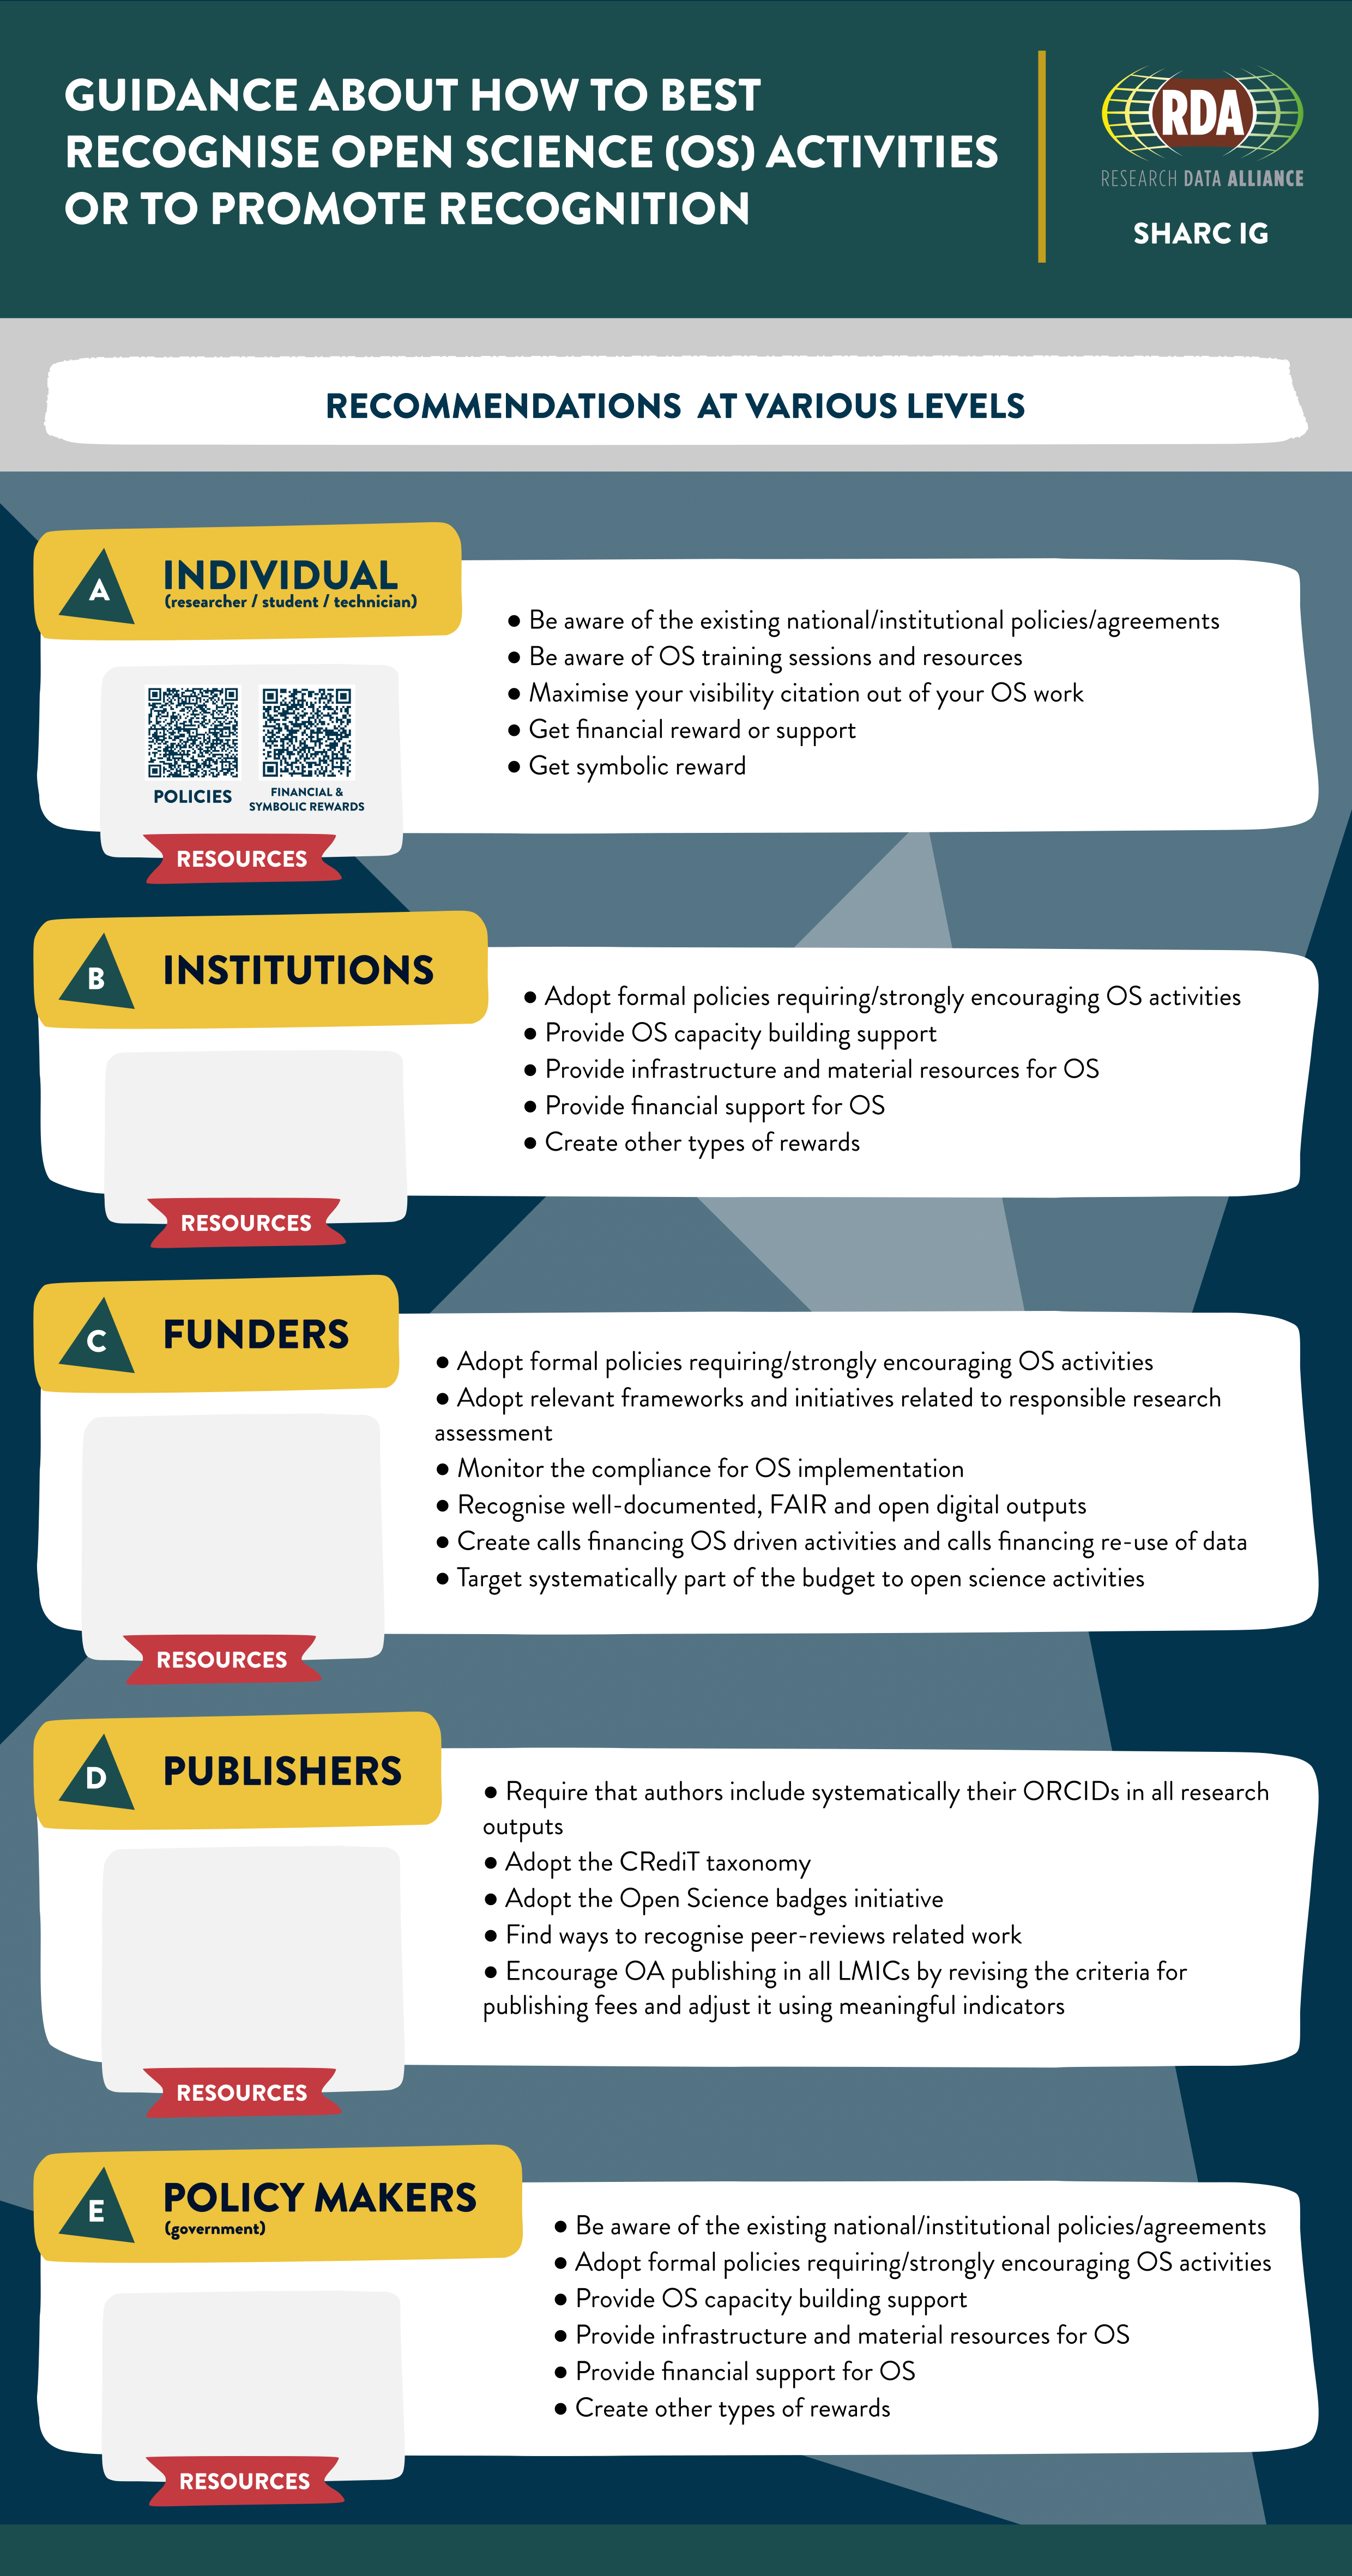 GUIDANCE ABOUT HOW TO BEST
RECOGNISE OPEN SCIENCE (OS) ACTIVITIES
OR TO PROMOTE RECOGNITION
RDA
RESEARCH DATA ALLIANCE
SHARC IG
RECOMMENDATIONS AT VARIOUS LEVELS
A
INDIVIDUAL
(researcher / student / technician)
● Be aware of the existing national/institutional policies/agreements
● Be aware of OS training sessions and resources
● Maximise your visibility citation out of your OS work
● Get financial reward or support
● Get symbolic reward
POLICIES
FINANCIAL &
SYMBOLIC REWARDS
RESOURCES
B
INSTITUTIONS
● Adopt formal policies requiring/strongly encouraging OS activities
● Provide OS capacity building support
● Provide infrastructure and material resources for OS
● Provide financial support for OS
● Create other types of rewards
RESOURCES
C
FUNDERS
● Adopt formal policies requiring/strongly encouraging OS activities
● Adopt relevant frameworks and initiatives related to responsible research
assessment
● Monitor the compliance for OS implementation
● Recognise well-documented, FAIR and open digital outputs
● Create calls financing OS driven activities and calls financing re-use of data
● Target systematically part of the budget to open science activities
RESOURCES
D
PUBLISHERS
● Require that authors include systematically their ORCIDs in all research
outputs
● Adopt the CRediT taxonomy
● Adopt the Open Science badges initiative
● Find ways to recognise peer-reviews related work
● Encourage OA publishing in all LMICs by revising the criteria for
publishing fees and adjust it using meaningful indicators
RESOURCES
E
POLICY MAKERS
(government)
● Be aware of the existing national/institutional policies/agreements
● Adopt formal policies requiring/strongly encouraging OS activities
● Provide OS capacity building support
● Provide infrastructure and material resources for OS
● Provide financial support for OS
● Create other types of rewards
RESOURCES